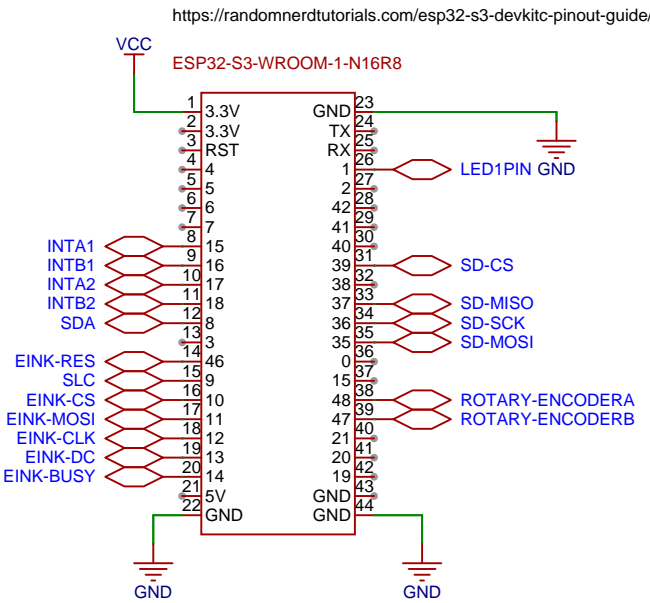 https://randomnerdtutorials.com/esp32-s3-devkitc-pinout-guide/
VCC
ESP32-S3-WROOM-1-N16R8
1 3.3V GND 23
2 3.3V TX 24
3 RST RX 25
4 4 1 26 LED1PIN GND
5 5 2 27
6 6 42 28
7 7 41 29
INTA1 8 15 40 30
INTB1 9 16 39 31 SD-CS
INTA2 10 17 38 32
INTB2 11 18 37 33 SD-MISO
SDA 12 8 36 34 SD-SCK
13 3 35 35 SD-MOSI
EINK-RES 14 46 0 36
SLC 15 9 15 37
EINK-CS 16 10 48 38 ROTARY-ENCODERA
EINK-MOSI 17 11 47 39 ROTARY-ENCODERB
EINK-CLK 18 12 21 40
EINK-DC 19 13 20 41
EINK-BUSY 20 14 19 42
21 5V GND 43
22 GND GND 44
GND GND